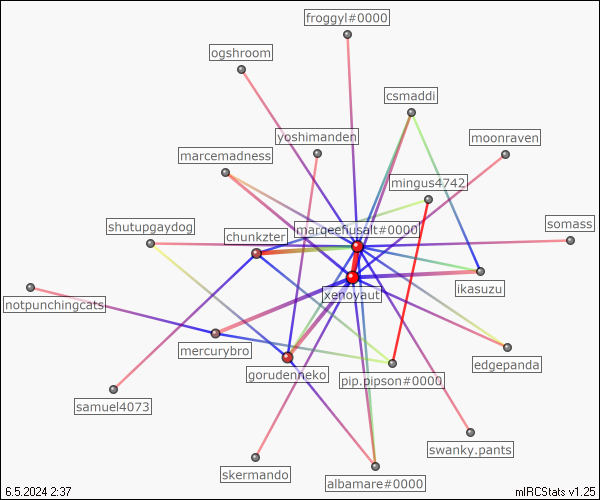 froggyl#0000
ogshroom
csmaddi
yoshimanden
moonraven
marcemadness
mingus4742
shutupgaydog
somass
chunkzter
marceefiusalt#0000
xenoyaut
ikasuzu
notpunchingcats
mercurybro
gorudenneko
edgepanda
pip.pipson#0000
samuel4073
swanky.pants
skermando
albamare#0000
6.5.2024 2:37
mIRCStats v1.25